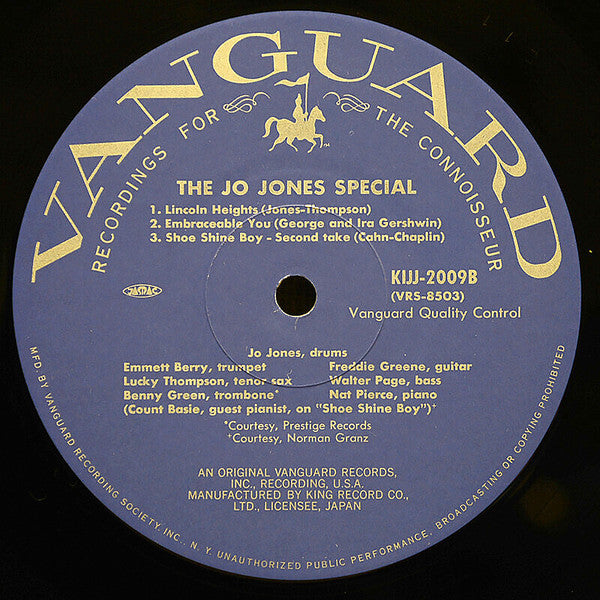 VANGUARD
RECORDINGS FOR THE CONNOISSEUR
THE JO JONES SPECIAL
1. Lincoln Heights (Jones-Thompson)
2. Embraceable You (George and Ira Gershwin)
3. Shoe Shine Boy - Second take (Cahn-Chaplin)
JASRAC
KIJJ-2009B
(VRS-8503)
Vanguard Quality Control
Jo Jones, drums
Emmett Berry, trumpet Freddie Greene, guitar
Lucky Thompson, tenor sax Walter Page, bass
Benny Green, trombone* Nat Pierce, piano
(Count Basie, guest pianist, on "Shoe Shine Boy")†
*Courtesy, Prestige Records
†Courtesy, Norman Granz
AN ORIGINAL VANGUARD RECORDS,
INC., RECORDING, U.S.A.
MANUFACTURED BY KING RECORD CO.,
LTD., LICENSEE, JAPAN
MFD. BY VANGUARD RECORDING SOCIETY INC., N. Y. UNAUTHORIZED PUBLIC PERFORMANCE, BROADCASTING OR COPYING PROHIBITED